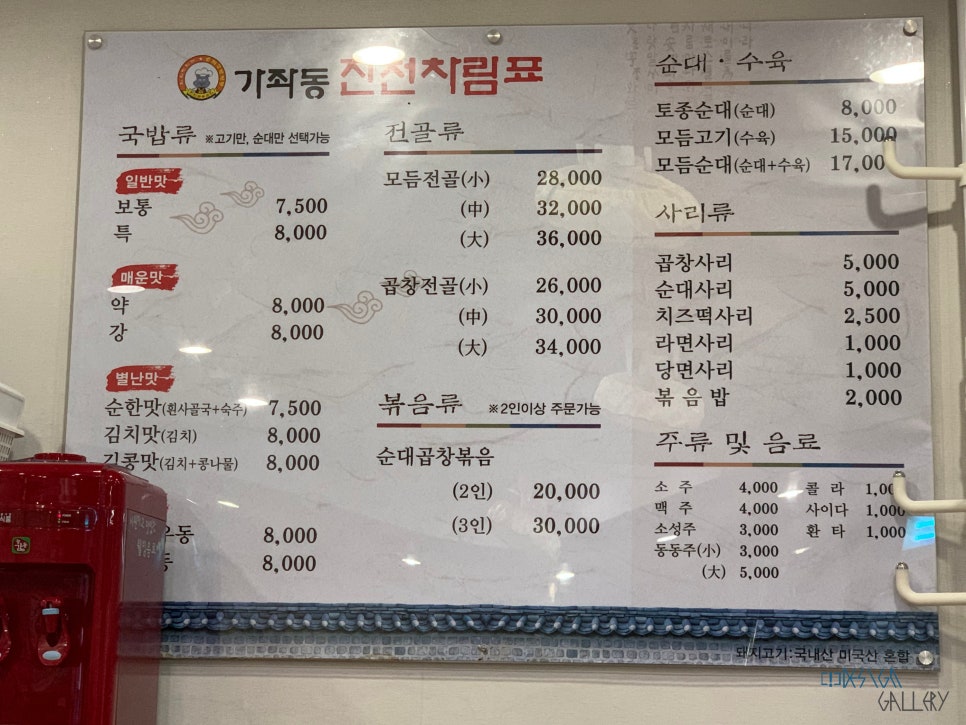 가좌동 진천차림표
국밥류 ※고기만, 순대만 선택가능
일반맛
보통 7,500
특 8,000
매운맛
약 8,000
강 8,000
별난맛
순한맛(흰사골국+숙주) 7,500
김치맛(김치) 8,000
김콩맛(김치+콩나물) 8,000
우동 8,000
8,000
전골류
모듬전골(小) 28,000
(中) 32,000
(大) 36,000
곱창전골(小) 26,000
(中) 30,000
(大) 34,000
볶음류 ※2인이상 주문가능
순대곱창볶음
(2인) 20,000
(3인) 30,000
순대·수육
토종순대(순대) 8,000
모듬고기(수육) 15,000
모듬순대(순대+수육) 17,00
사리류
곱창사리 5,000
순대사리 5,000
치즈떡사리 2,500
라면사리 1,000
당면사리 1,000
볶음밥 2,000
주류 및 음료
소주 4,000 콜라 1,00
맥주 4,000 사이다 1,000
소성주 3,000 환타 1,000
동동주(小) 3,000
(大) 5,000
돼지고기:국내산 미국산 혼합
GALLERY